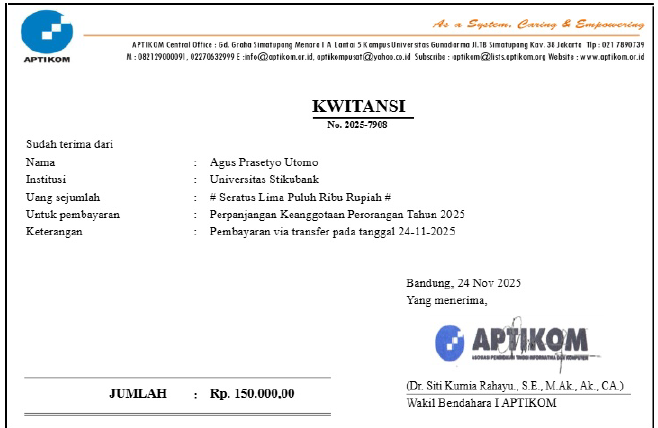 As a System, Caring & Empowering
APTIKOM
APTIKOM Central Office : Gd. Graha Simatupang Menara I A Lantai 5 Kampus Universitas Gunadarma Jl.TB Simatupang Kav. 38 Jakarta Tlp : 021 7890739
N : 082129000091, 02270632999 E :info@aptikom.or.id, aptikompusat@yahoo.co.id Subscribe : aptikom@lists.aptikom.org Website : www.aptikom.or.id
KWITANSI
No. 2025-7908
Sudah terima dari
Nama : Agus Prasetyo Utomo
Institusi : Universitas Stikubank
Uang sejumlah : # Seratus Lima Puluh Ribu Rupiah #
Untuk pembayaran : Perpanjangan Keanggotaan Perorangan Tahun 2025
Keterangan : Pembayaran via transfer pada tanggal 24-11-2025
Bandung, 24 Nov 2025
Yang menerima,
APTIKOM
ASOSIASI PENDIDIKAN TINGGI INFORMATIKA DAN KOMPUTER
JUMLAH : Rp. 150.000,00
(Dr. Siti Kurnia Rahayu., S.E., M.Ak., Ak., CA.)
Wakil Bendahara I APTIKOM